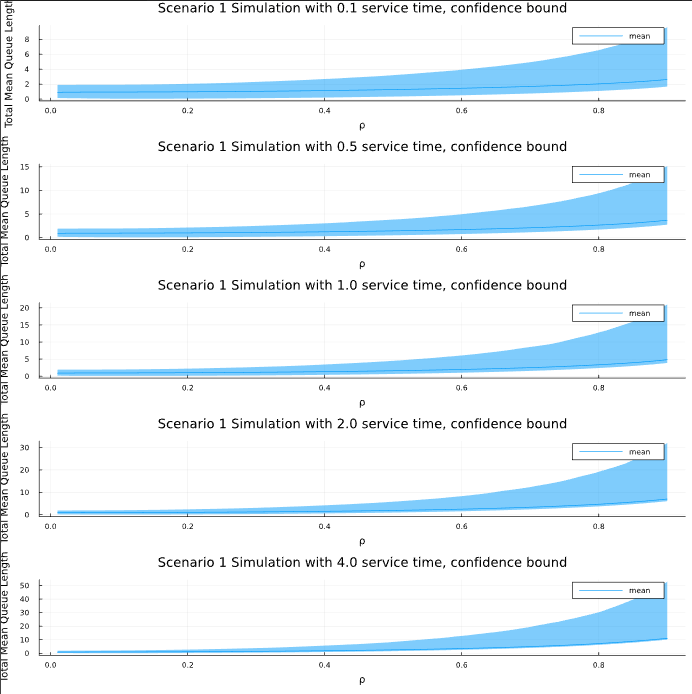 Scenario 1 Simulation with 0.1 service time, confidence bound
Total Mean Queue Length
mean
8
6
4
2
0
0.0 0.2 0.4 0.6 0.8
ρ
Scenario 1 Simulation with 0.5 service time, confidence bound
Total Mean Queue Length
mean
15
10
5
0
0.0 0.2 0.4 0.6 0.8
ρ
Scenario 1 Simulation with 1.0 service time, confidence bound
Total Mean Queue Length
mean
20
15
10
5
0
0.0 0.2 0.4 0.6 0.8
ρ
Scenario 1 Simulation with 2.0 service time, confidence bound
Total Mean Queue Length
mean
30
20
10
0
0.0 0.2 0.4 0.6 0.8
ρ
Scenario 1 Simulation with 4.0 service time, confidence bound
Total Mean Queue Length
mean
50
40
30
20
10
0
0.0 0.2 0.4 0.6 0.8
ρ